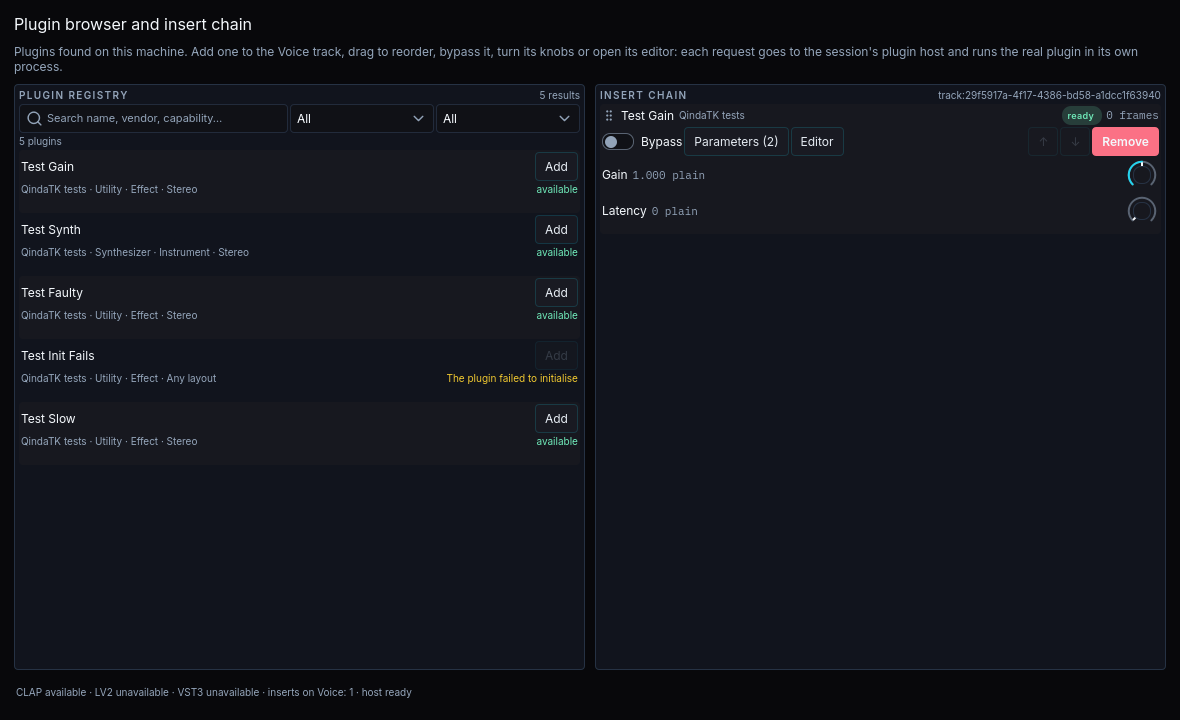 Plugin browser and insert chain
Plugins found on this machine. Add one to the Voice track, drag to reorder, bypass it, turn its knobs or open its editor: each request goes to the session's plugin host and runs the real plugin in its own
process.
PLUGIN REGISTRY
5 results
Search name, vendor, capability...
All
All
5 plugins
Test Gain
Add
QindaTK tests · Utility · Effect · Stereo
available
Test Synth
Add
QindaTK tests · Synthesizer · Instrument · Stereo
available
Test Faulty
Add
QindaTK tests · Utility · Effect · Stereo
available
Test Init Fails
Add
QindaTK tests · Utility · Effect · Any layout
The plugin failed to initialise
Test Slow
Add
QindaTK tests · Utility · Effect · Stereo
available
INSERT CHAIN
track:29f5917a-4f17-4386-bd58-a1dcc1f63940
Test Gain QindaTK tests
ready
0 frames
Bypass
Parameters (2)
Editor
↑
↓
Remove
Gain 1.000 plain
Latency 0 plain
CLAP available · LV2 unavailable · VST3 unavailable · inserts on Voice: 1 · host ready